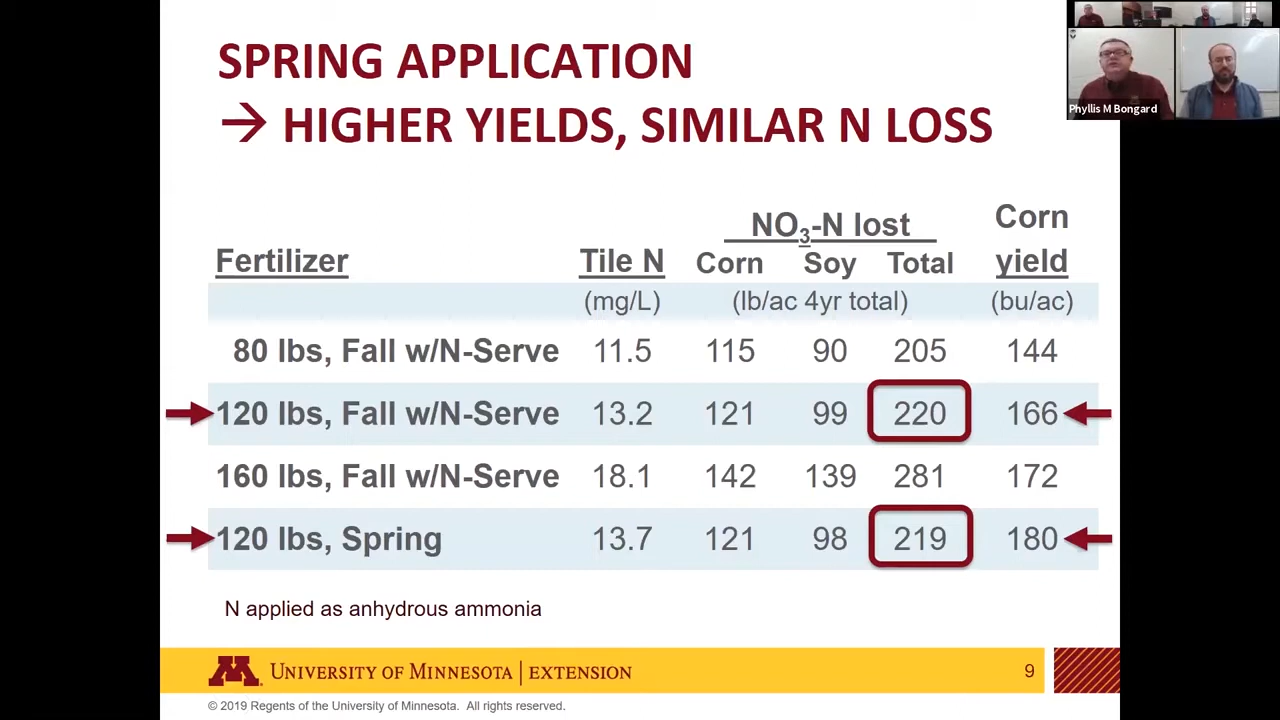 SPRING APPLICATION
→ HIGHER YIELDS, SIMILAR N LOSS
Phyllis M Bongard
NO3-N lost Corn
Fertilizer Tile N Corn Soy Total yield
(mg/L) (lb/ac 4yr total) (bu/ac)
80 lbs, Fall w/N-Serve 11.5 115 90 205 144
120 lbs, Fall w/N-Serve 13.2 121 99 220 166
160 lbs, Fall w/N-Serve 18.1 142 139 281 172
120 lbs, Spring 13.7 121 98 219 180
N applied as anhydrous ammonia
M UNIVERSITY OF MINNESOTA | EXTENSION 9
© 2019 Regents of the University of Minnesota. All rights reserved.